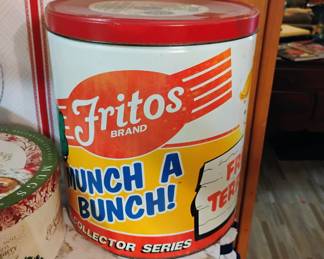 Fritos
BRAND
MUNCH A
BUNCH!
COLLECTOR SERIES